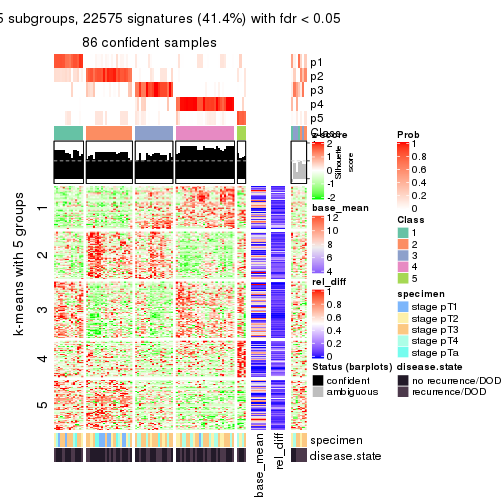 5 subgroups, 22575 signatures (41.4%) with fdr < 0.05
86 confident samples
p1
p2
p3
p4
p5
Class
Silhouette
score
k-means with 5 groups
1
2
3
4
5
base_mean
rel_diff
specimen
disease.state
z-score
2
1
0
-1
-2
base_mean
12
10
8
6
4
rel_diff
1
0.8
0.6
0.4
0.2
0
Status (barplots)
confident
ambiguous
Prob
1
0.8
0.6
0.4
0.2
0
Class
1
2
3
4
5
specimen
stage pT1
stage pT2
stage pT3
stage pT4
stage pTa
disease.state
no recurrence/DOD
recurrence/DOD